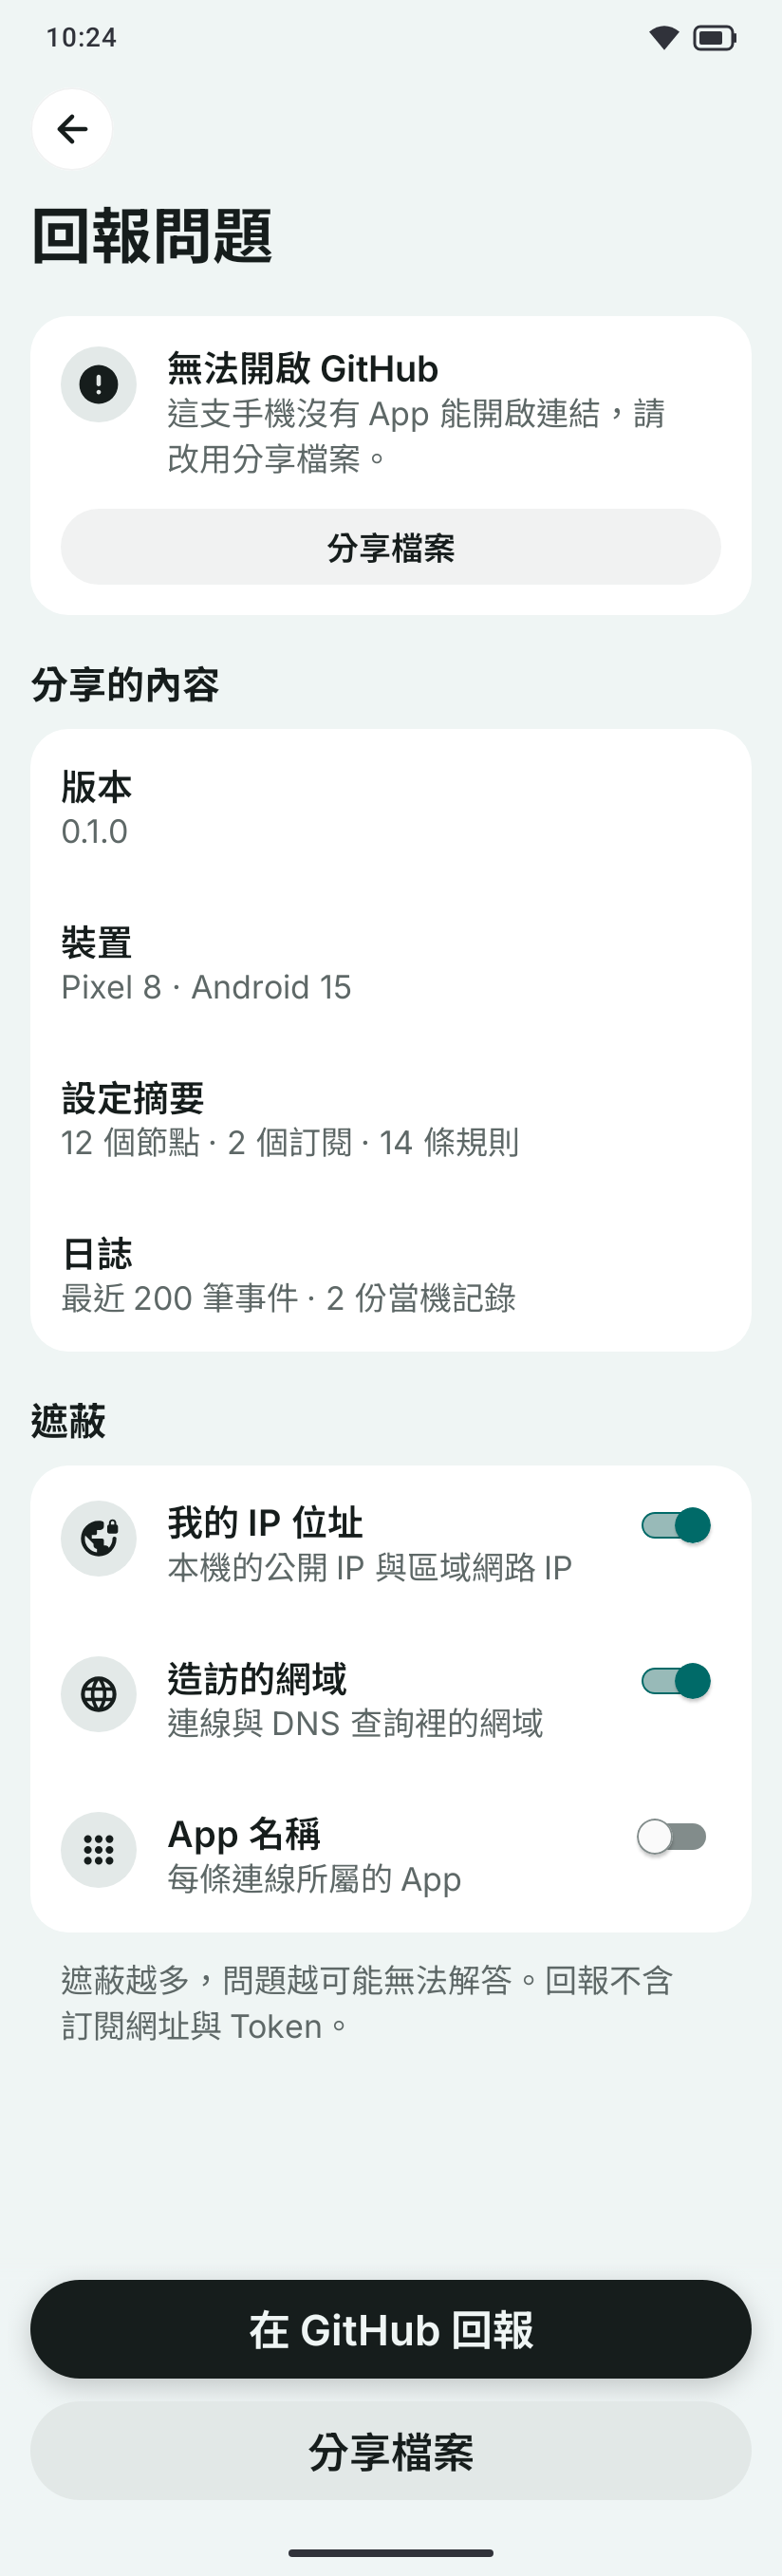 10:24
回報問題
無法開啟 GitHub
這支手機沒有 App 能開啟連結，請
改用分享檔案。
分享檔案
分享的內容
版本
0.1.0
裝置
Pixel 8 · Android 15
設定摘要
12 個節點 · 2 個訂閱 · 14 條規則
日誌
最近 200 筆事件 · 2 份當機記錄
遮蔽
我的 IP 位址
本機的公開 IP 與區域網路 IP
造訪的網域
連線與 DNS 查詢裡的網域
App 名稱
每條連線所屬的 App
遮蔽越多，問題越可能無法解答。回報不含
訂閱網址與 Token。
在 GitHub 回報
分享檔案